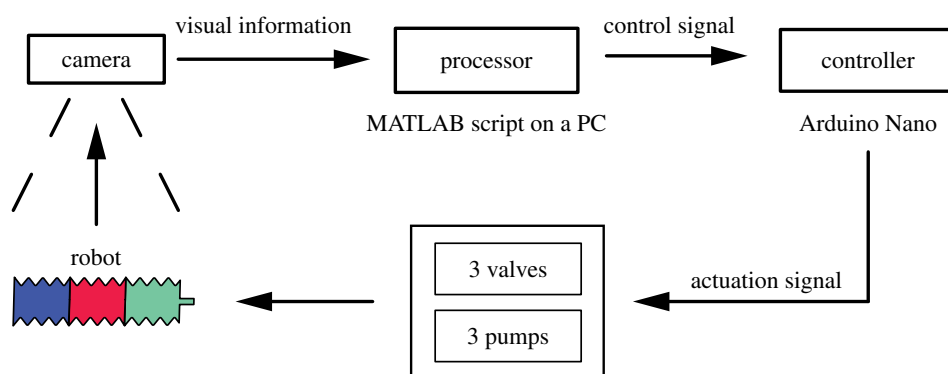 visual information
control signal
camera
processor
controller
MATLAB script on a PC
Arduino Nano
robot
3 valves
actuation signal
3 pumps